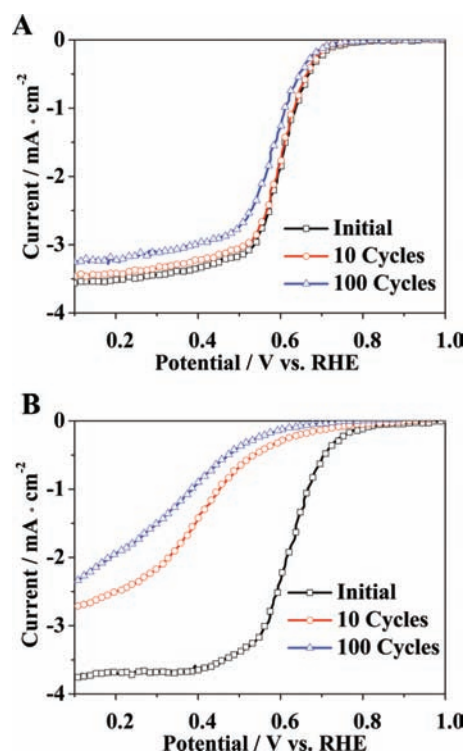 A
0
-1
-2
-3
-4
Current / mA · cm⁻²
Initial
10 Cycles
100 Cycles
0.2 0.4 0.6 0.8 1.0
Potential / V vs. RHE
B
0
-1
-2
-3
-4
Current / mA · cm⁻²
Initial
10 Cycles
100 Cycles
0.2 0.4 0.6 0.8 1.0
Potential / V vs. RHE